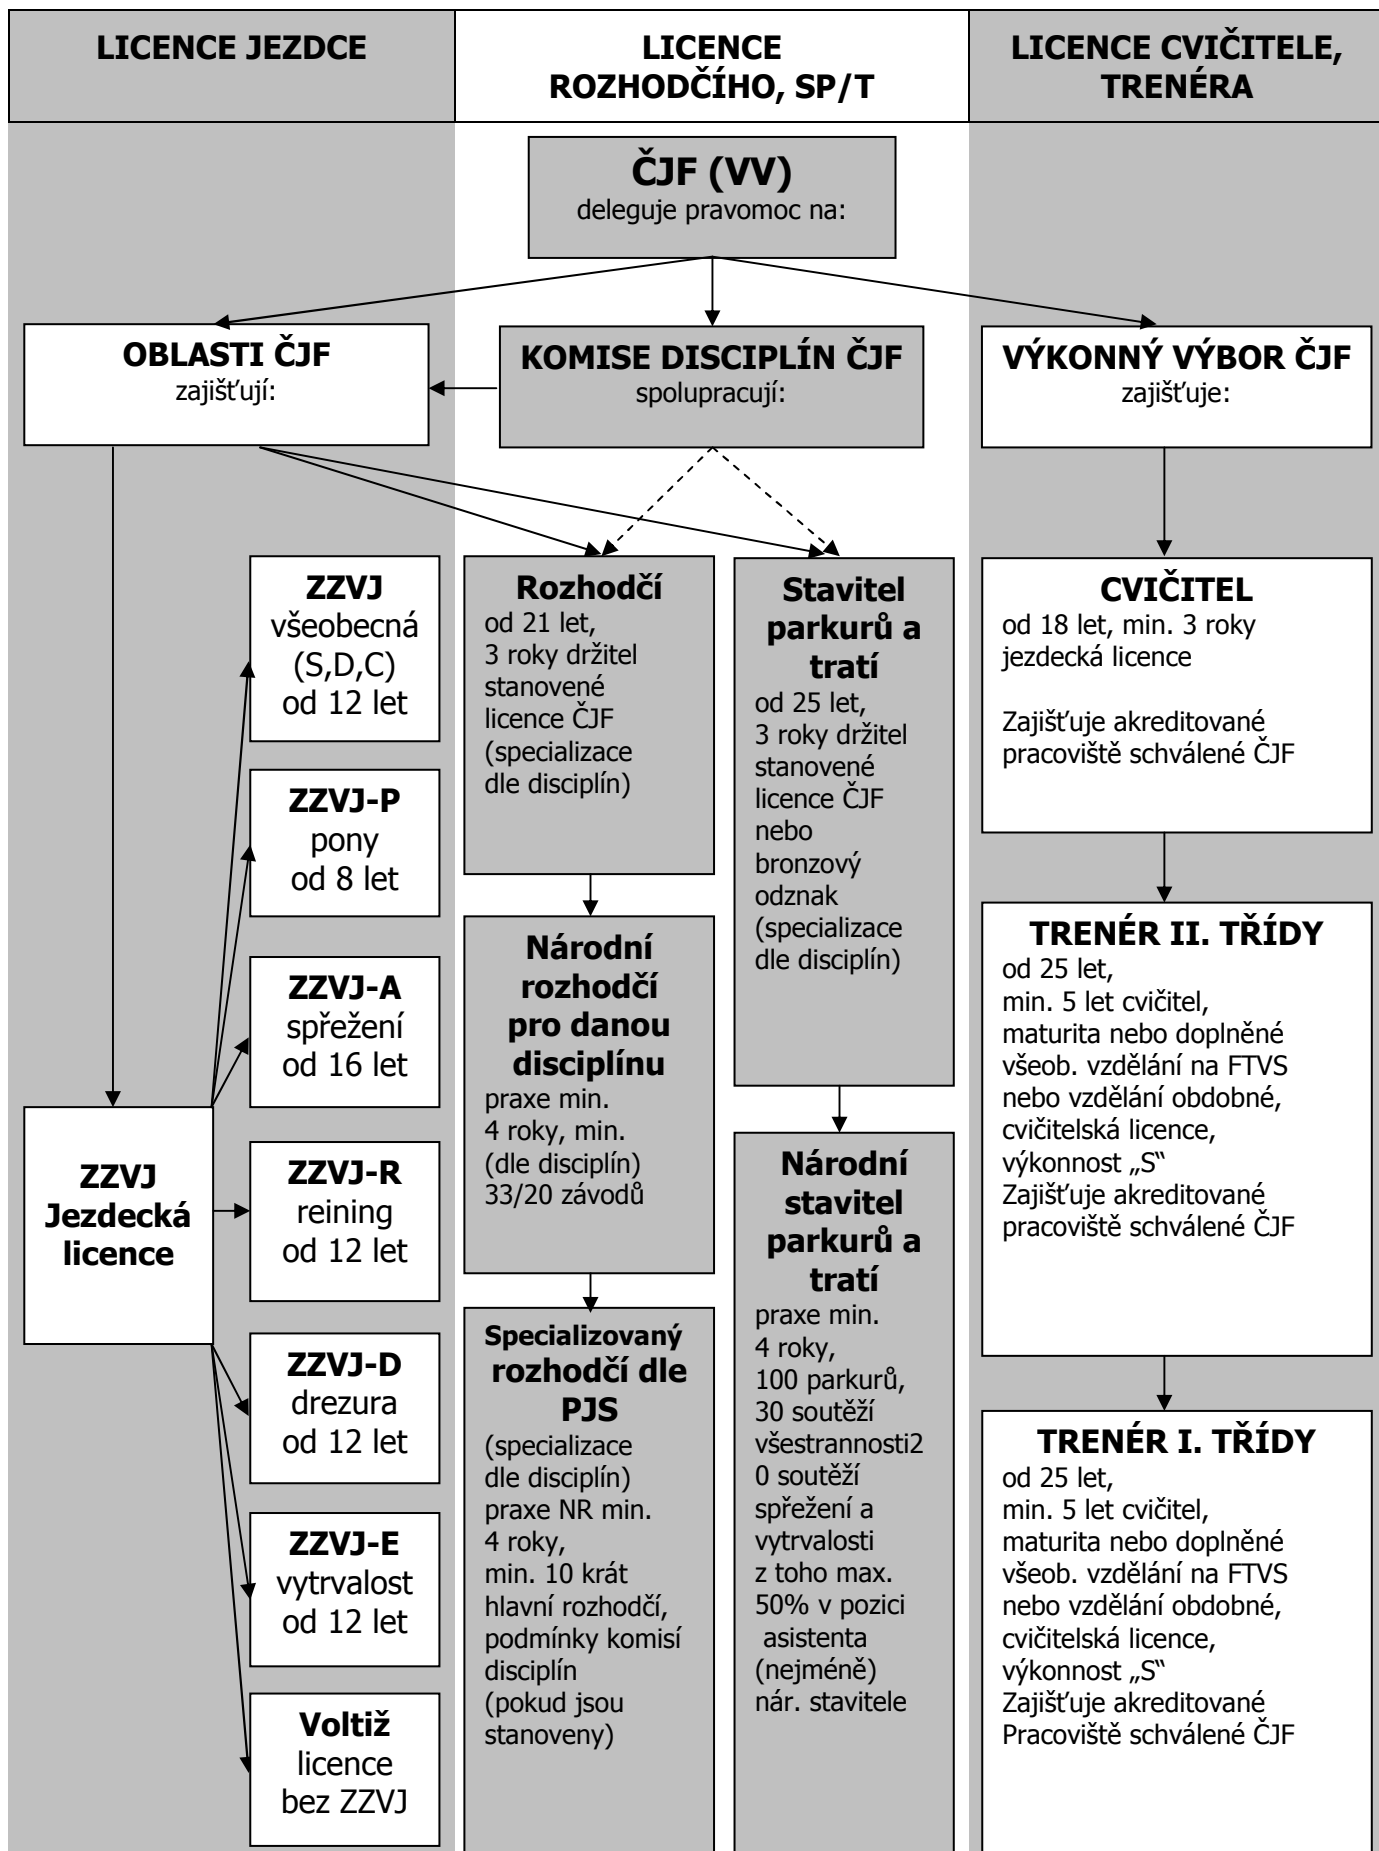 LICENCE JEZDCE
LICENCE
ROZHODČÍHO, SP/T
LICENCE CVIČITELE,
TRENÉRA
ČJF (VV)
deleguje pravomoc na:
OBLASTI ČJF
zajišťují:
KOMISE DISCIPLÍN ČJF
spolupracují:
VÝKONNÝ VÝBOR ČJF
zajišťuje:
ZZVJ
Jezdecká
licence
ZZVJ
všeobecná
(S,D,C)
od 12 let
ZZVJ-P
pony
od 8 let
ZZVJ-A
spřežení
od 16 let
ZZVJ-R
reining
od 12 let
ZZVJ-D
drezura
od 12 let
ZZVJ-E
vytrvalost
od 12 let
Voltiž
licence
bez ZZVJ
Rozhodčí
od 21 let,
3 roky držitel
stanovené
licence ČJF
(specializace
dle disciplín)
Národní
rozhodčí
pro danou
disciplínu
praxe min.
4 roky, min.
(dle disciplín)
33/20 závodů
Specializovaný
rozhodčí dle
PJS
(specializace
dle disciplín)
praxe NR min.
4 roky,
min. 10 krát
hlavní rozhodčí,
podmínky komisí
disciplín
(pokud jsou
stanoveny)
Stavitel
parkurů a
tratí
od 25 let,
3 roky držitel
stanovené
licence ČJF
nebo
bronzový
odznak
(specializace
dle disciplín)
Národní
stavitel
parkurů a
tratí
praxe min.
4 roky,
100 parkurů,
30 soutěží
všestrannosti2
0 soutěží
spřežení a
vytrvalosti
z toho max.
50% v pozici
asistenta
(nejméně)
nár. stavitele
CVIČITEL
od 18 let, min. 3 roky
jezdecká licence
Zajišťuje akreditované
pracoviště schválené ČJF
TRENÉR II. TŘÍDY
od 25 let,
min. 5 let cvičitel,
maturita nebo doplněné
všeob. vzdělání na FTVS
nebo vzdělání obdobné,
cvičitelská licence,
výkonnost „S“
Zajišťuje akreditované
pracoviště schválené ČJF
TRENÉR I. TŘÍDY
od 25 let,
min. 5 let cvičitel,
maturita nebo doplněné
všeob. vzdělání na FTVS
nebo vzdělání obdobné,
cvičitelská licence,
výkonnost „S“
Zajišťuje akreditované
Pracoviště schválené ČJF